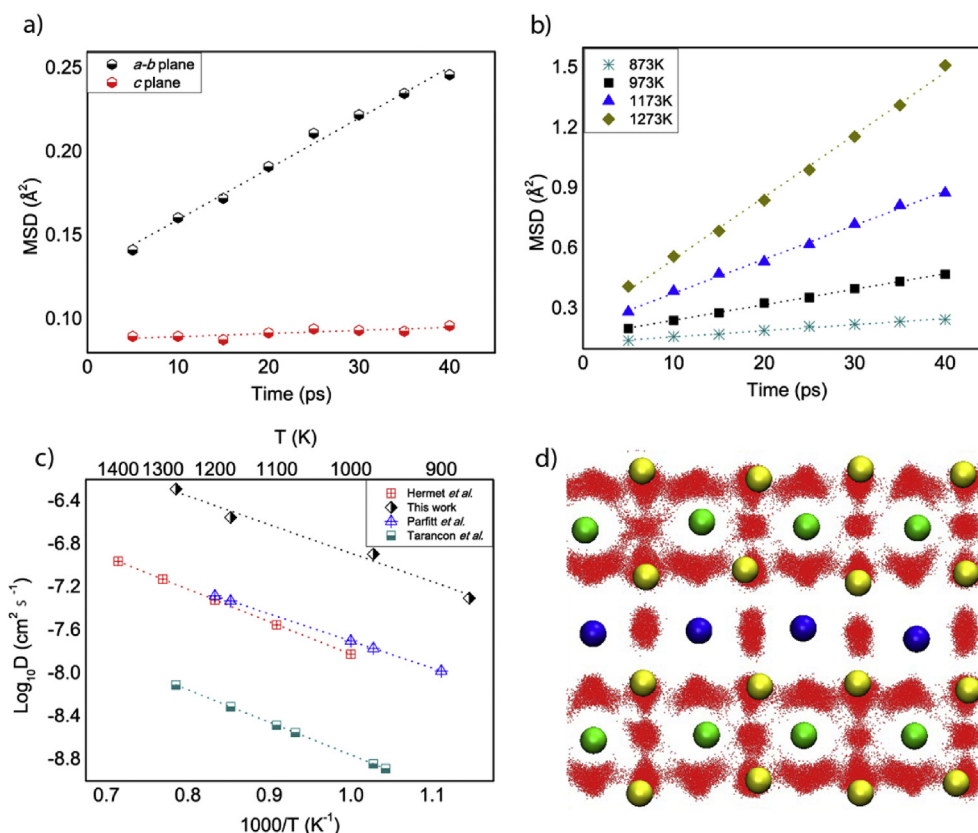 a)
a-b plane
c plane
0.25
0.20
0.15
0.10
MSD (Å²)
0 10 20 30 40 50
Time (ps)
b)
873K
973K
1173K
1273K
1.5
1.2
0.9
0.6
0.3
MSD (Å²)
0 10 20 30 40
Time (ps)
c)
T (K)
1400 1300 1200 1100 1000 900
Hermet et al.
This work
Parfitt et al.
Tarancon et al.
-6.4
-6.8
-7.2
-7.6
-8.0
-8.4
-8.8
Log₁₀D (cm² s⁻¹)
0.7 0.8 0.9 1.0 1.1
1000/T (K⁻¹)
d)